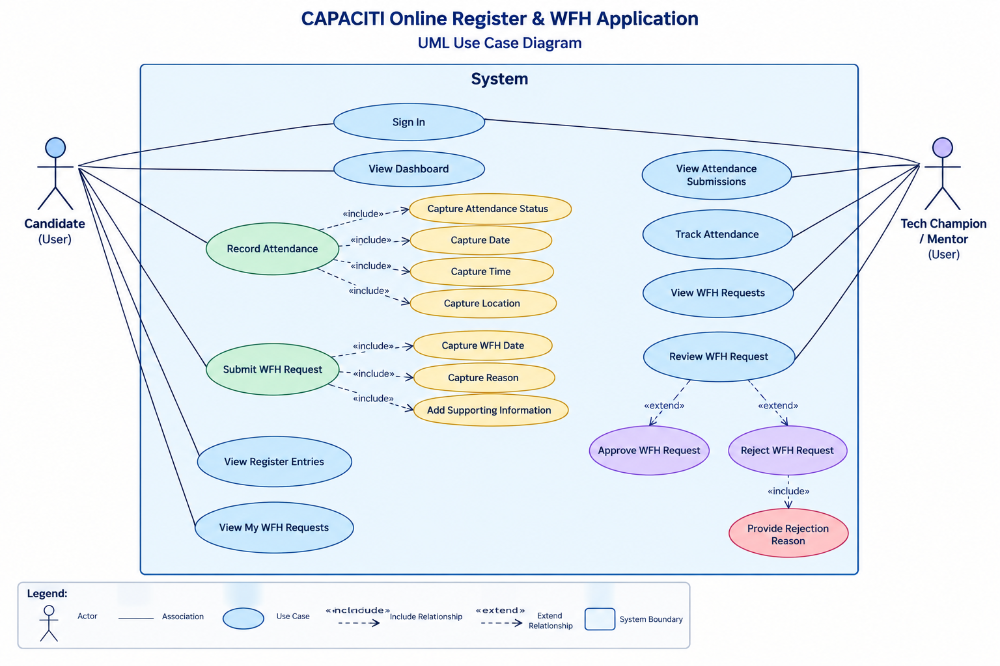 CAPACITI Online Register & WFH Application
UML Use Case Diagram
System
Sign In
View Dashboard
Candidate
(User)
Record Attendance
«include»
Capture Attendance Status
«include»
Capture Date
«include»
Capture Time
«include»
Capture Location
Submit WFH Request
«include»
Capture WFH Date
«include»
Capture Reason
«include»
Add Supporting Information
View Register Entries
View My WFH Requests
View Attendance
Submissions
Track Attendance
View WFH Requests
Review WFH Request
«extend»
«extend»
Approve WFH Request
Reject WFH Request
«include»
Provide Rejection
Reason
Tech Champion
/ Mentor
(User)
Legend:
Actor
Association
Use Case
Include Relationship
«extend»
Extend
Relationship
System Boundary